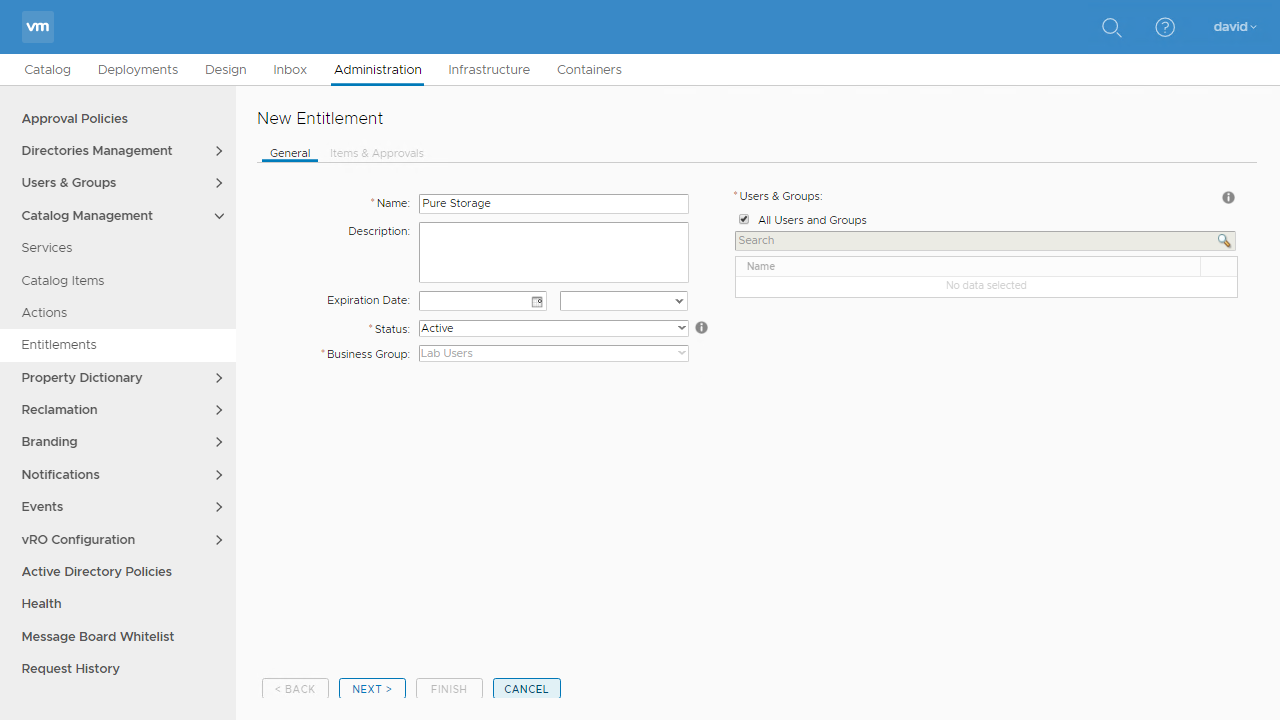 vm
david
Catalog Deployments Design Inbox Administration Infrastructure Containers
Approval Policies
Directories Management
Users & Groups
Catalog Management
Services
Catalog Items
Actions
Entitlements
Property Dictionary
Reclamation
Branding
Notifications
Events
vRO Configuration
Active Directory Policies
Health
Message Board Whitelist
Request History
New Entitlement
General Items & Approvals
* Name: Pure Storage
Description:
Expiration Date:
* Status: Active
* Business Group: Lab Users
* Users & Groups:
All Users and Groups
Search
Name
No data selected
< BACK NEXT > FINISH CANCEL